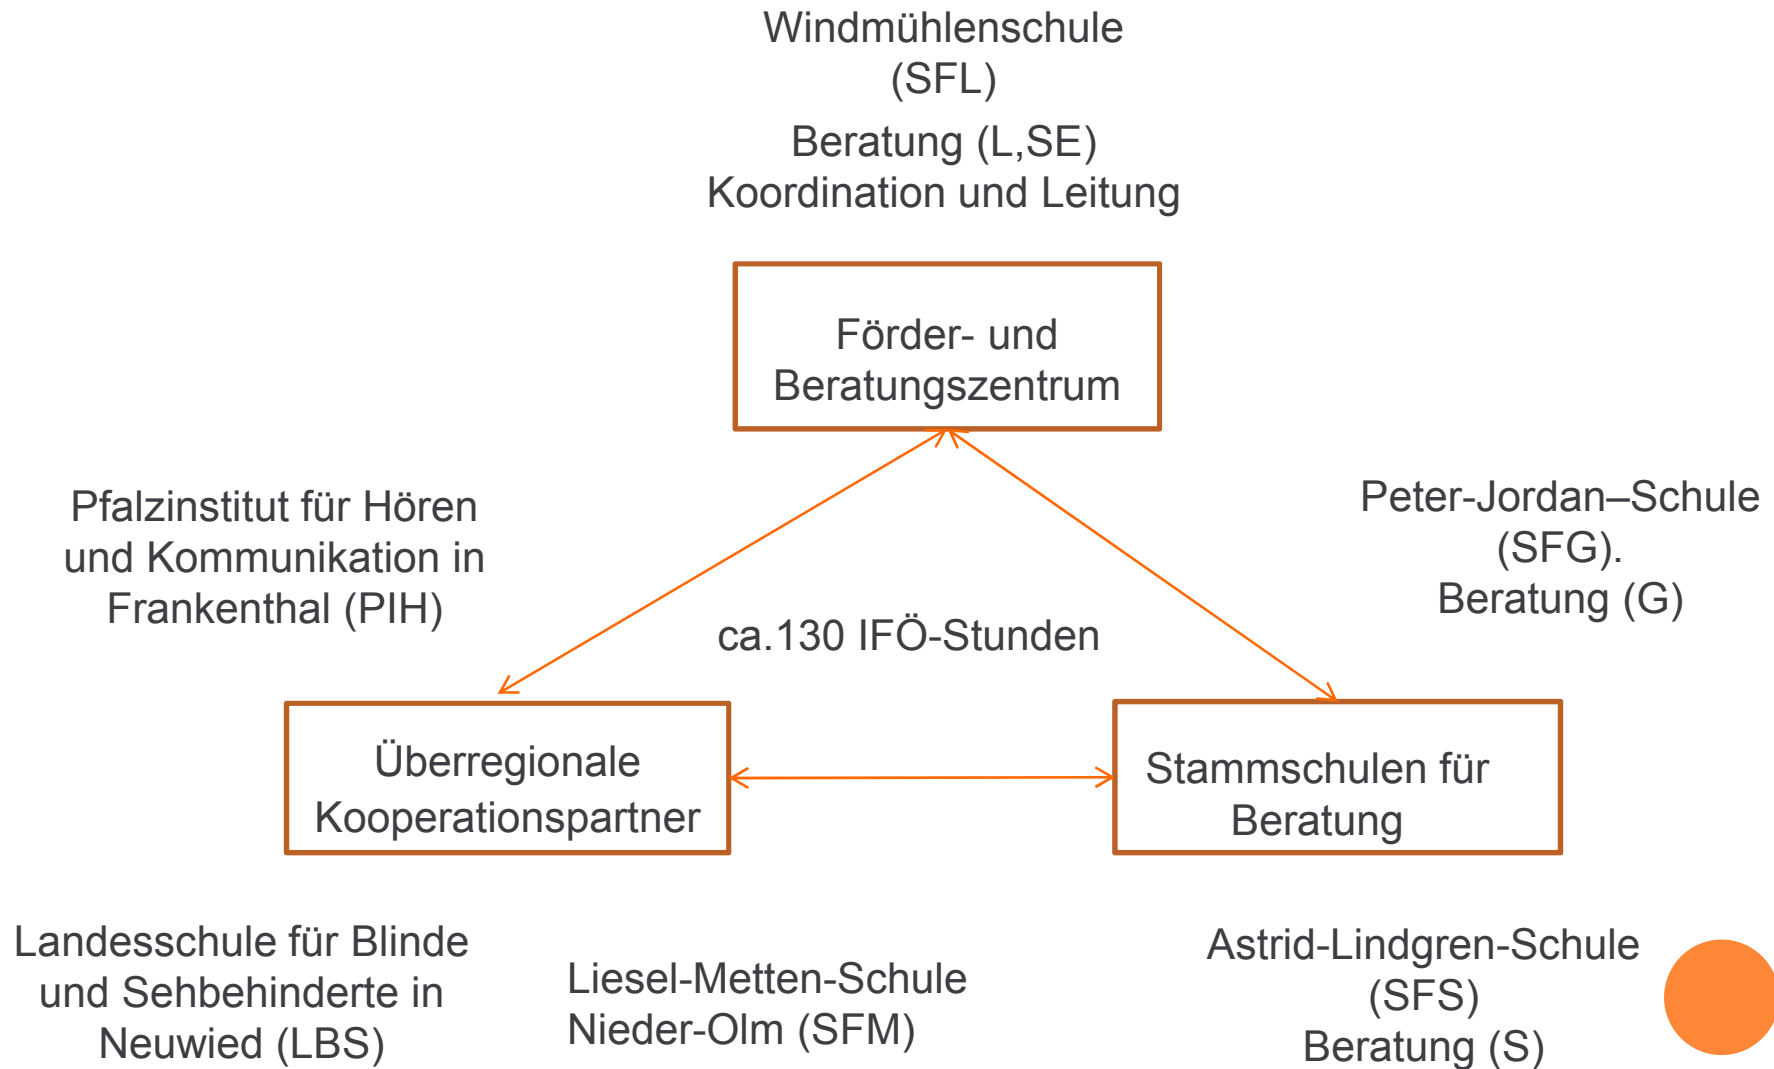 Windmühlenschule
(SFL)
Beratung (L,SE)
Koordination und Leitung
Förder- und
Beratungszentrum
Pfalzinstitut für Hören
und Kommunikation in
Frankenthal (PIH)
Peter-Jordan–Schule
(SFG).
Beratung (G)
ca.130 IFÖ-Stunden
Überregionale
Kooperationspartner
Stammschulen für
Beratung
Landesschule für Blinde
und Sehbehinderte in
Neuwied (LBS)
Liesel-Metten-Schule
Nieder-Olm (SFM)
Astrid-Lindgren-Schule
(SFS)
Beratung (S)